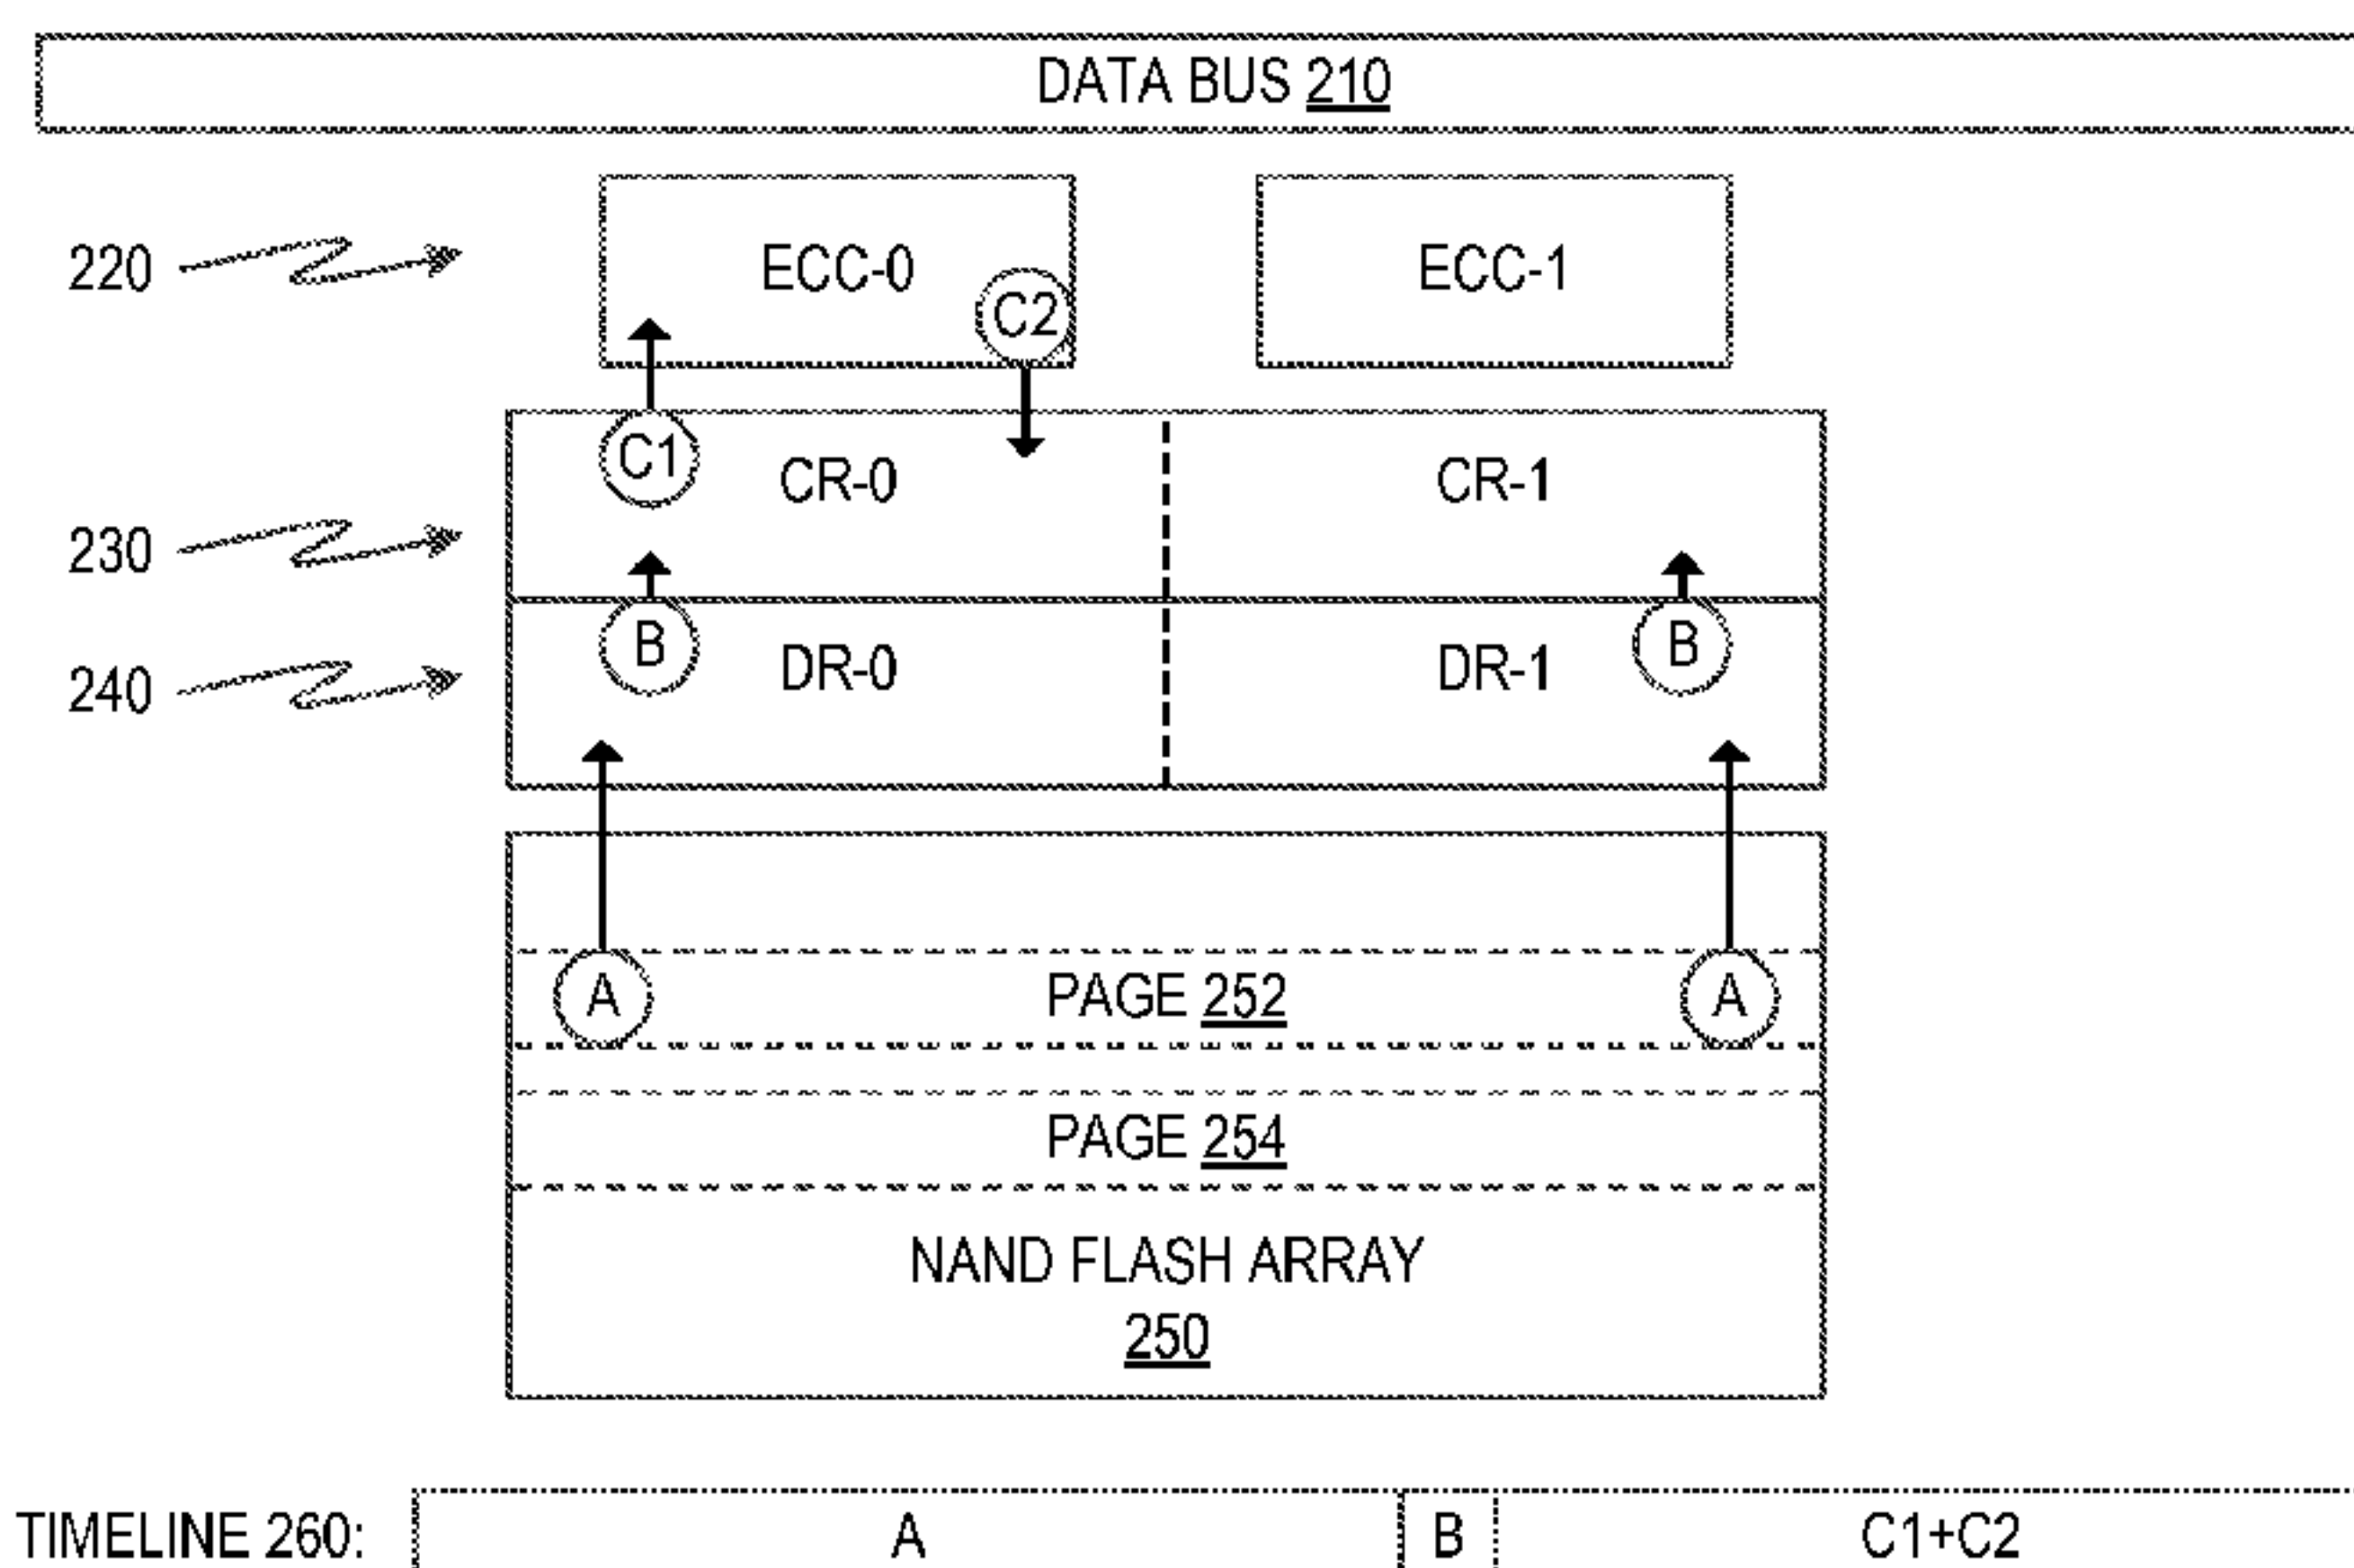 DATA BUS 210
220
ECC-0
ECC-1
C2
C1
CR-0
CR-1
230
B
DR-0
DR-1
B
240
A
PAGE 252
A
PAGE 254
NAND FLASH ARRAY
250
TIMELINE 260:
A
B
C1+C2